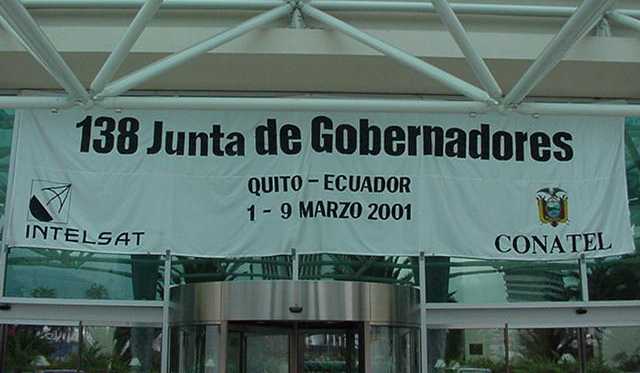 138 Junta de Gobernadores
QUITO – ECUADOR
1 - 9 MARZO 2001
INTELSAT
CONATEL